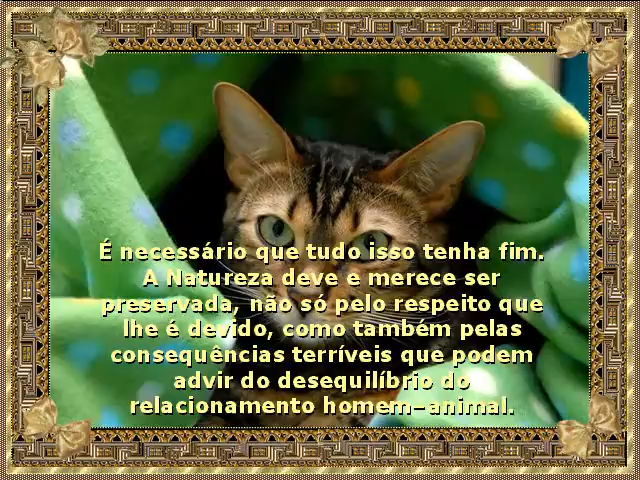 É necessário que tudo isso tenha fim.
A Natureza deve e merece ser
preservada, não só pelo respeito que
lhe é devido, como também pelas
consequências terríveis que podem
advir do desequilíbrio do
relacionamento homem-animal.